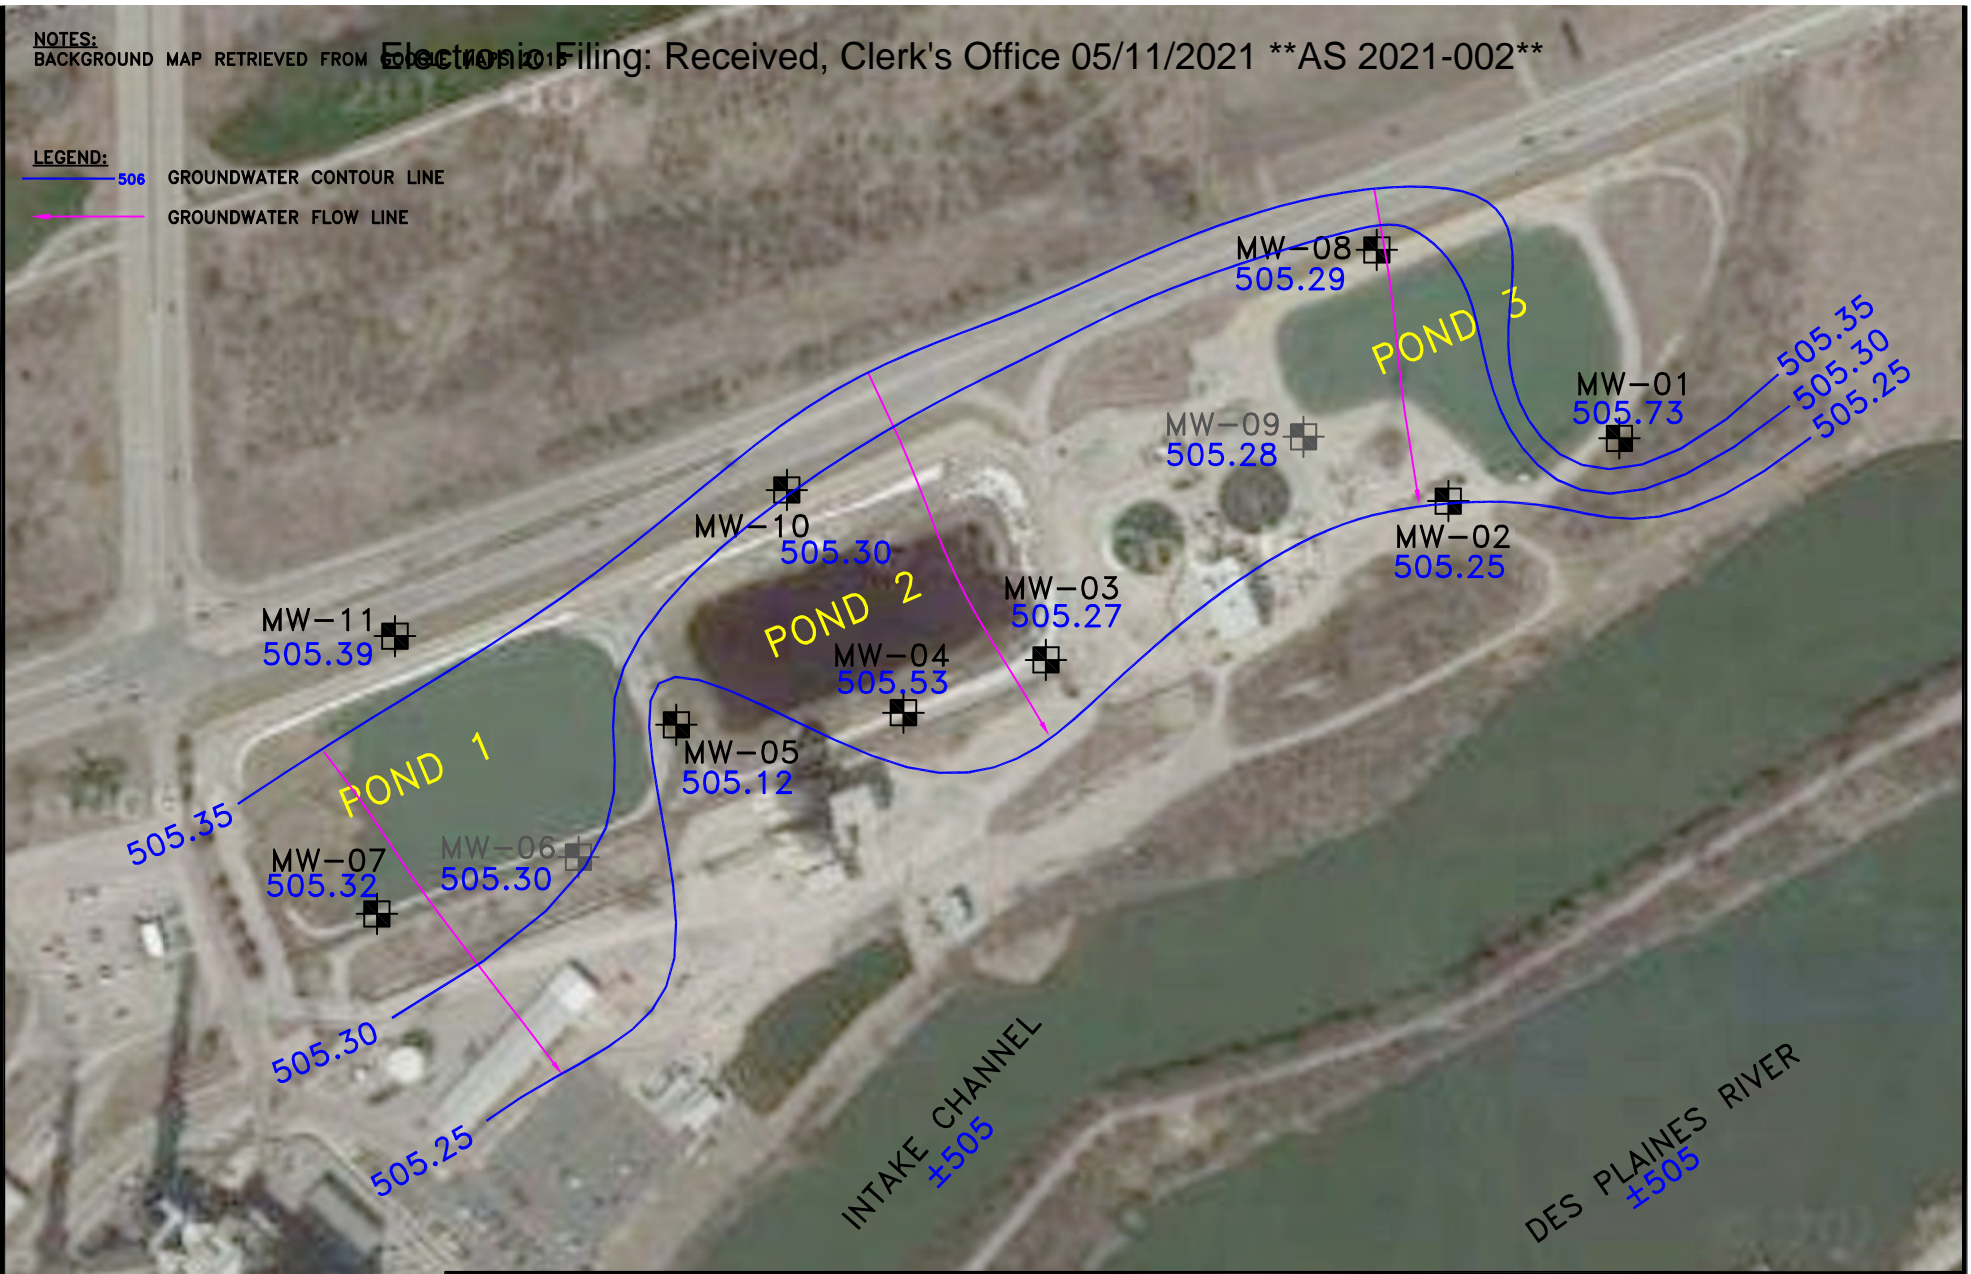 NOTES:
BACKGROUND MAP RETRIEVED FROM GOOGLE MAPS 2015
Electronic Filing: Received, Clerk's Office 05/11/2021 **AS 2021-002**
LEGEND:
506 GROUNDWATER CONTOUR LINE
GROUNDWATER FLOW LINE
MW-08
505.29
POND 3
505.35
505.30
505.25
MW-01
505.73
MW-09
505.28
MW-10
505.30
MW-02
505.25
MW-03
505.27
POND 2
MW-11
505.39
MW-04
505.53
POND 1
MW-05
505.12
505.35
MW-06
505.30
MW-07
505.32
505.30
505.25
INTAKE CHANNEL
±505
DES PLAINES RIVER
±505